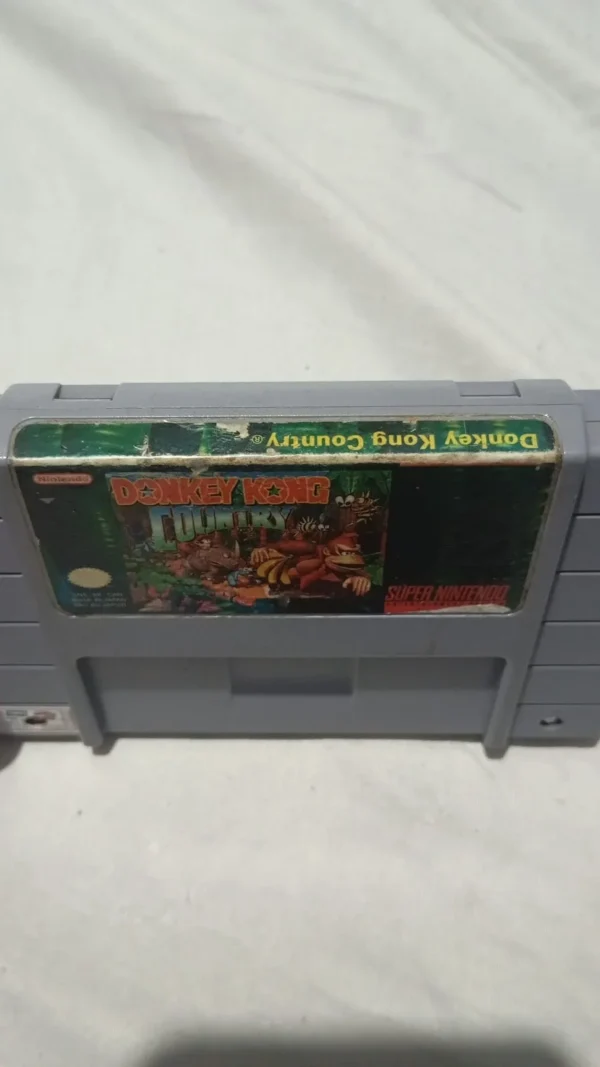 Donkey Kong Country®
Nintendo
DONKEY KONG
COUNTRY
SUPER NINTENDO